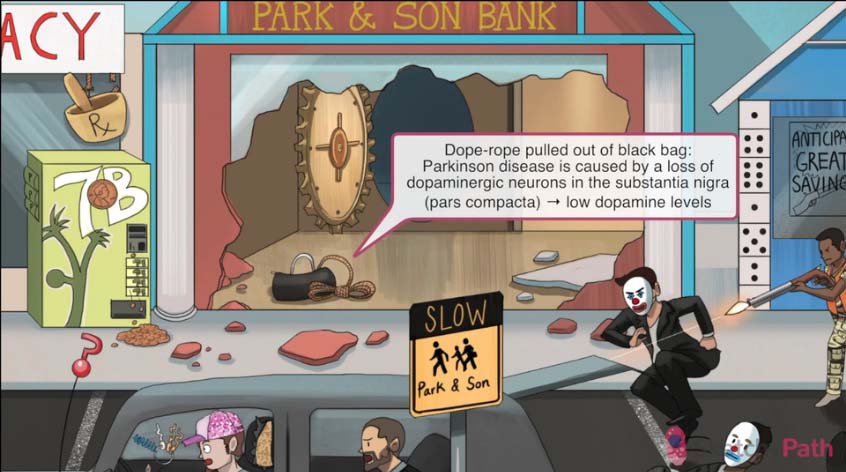 PARK & SON BANK
ACY
Rx
7
B
Dope-rope pulled out of black bag:
Parkinson disease is caused by a loss of
dopaminergic neurons in the substantia nigra
(pars compacta) → low dopamine levels
ANTICIPA
GREAT
SAVING
SLOW
Park & Son
Path